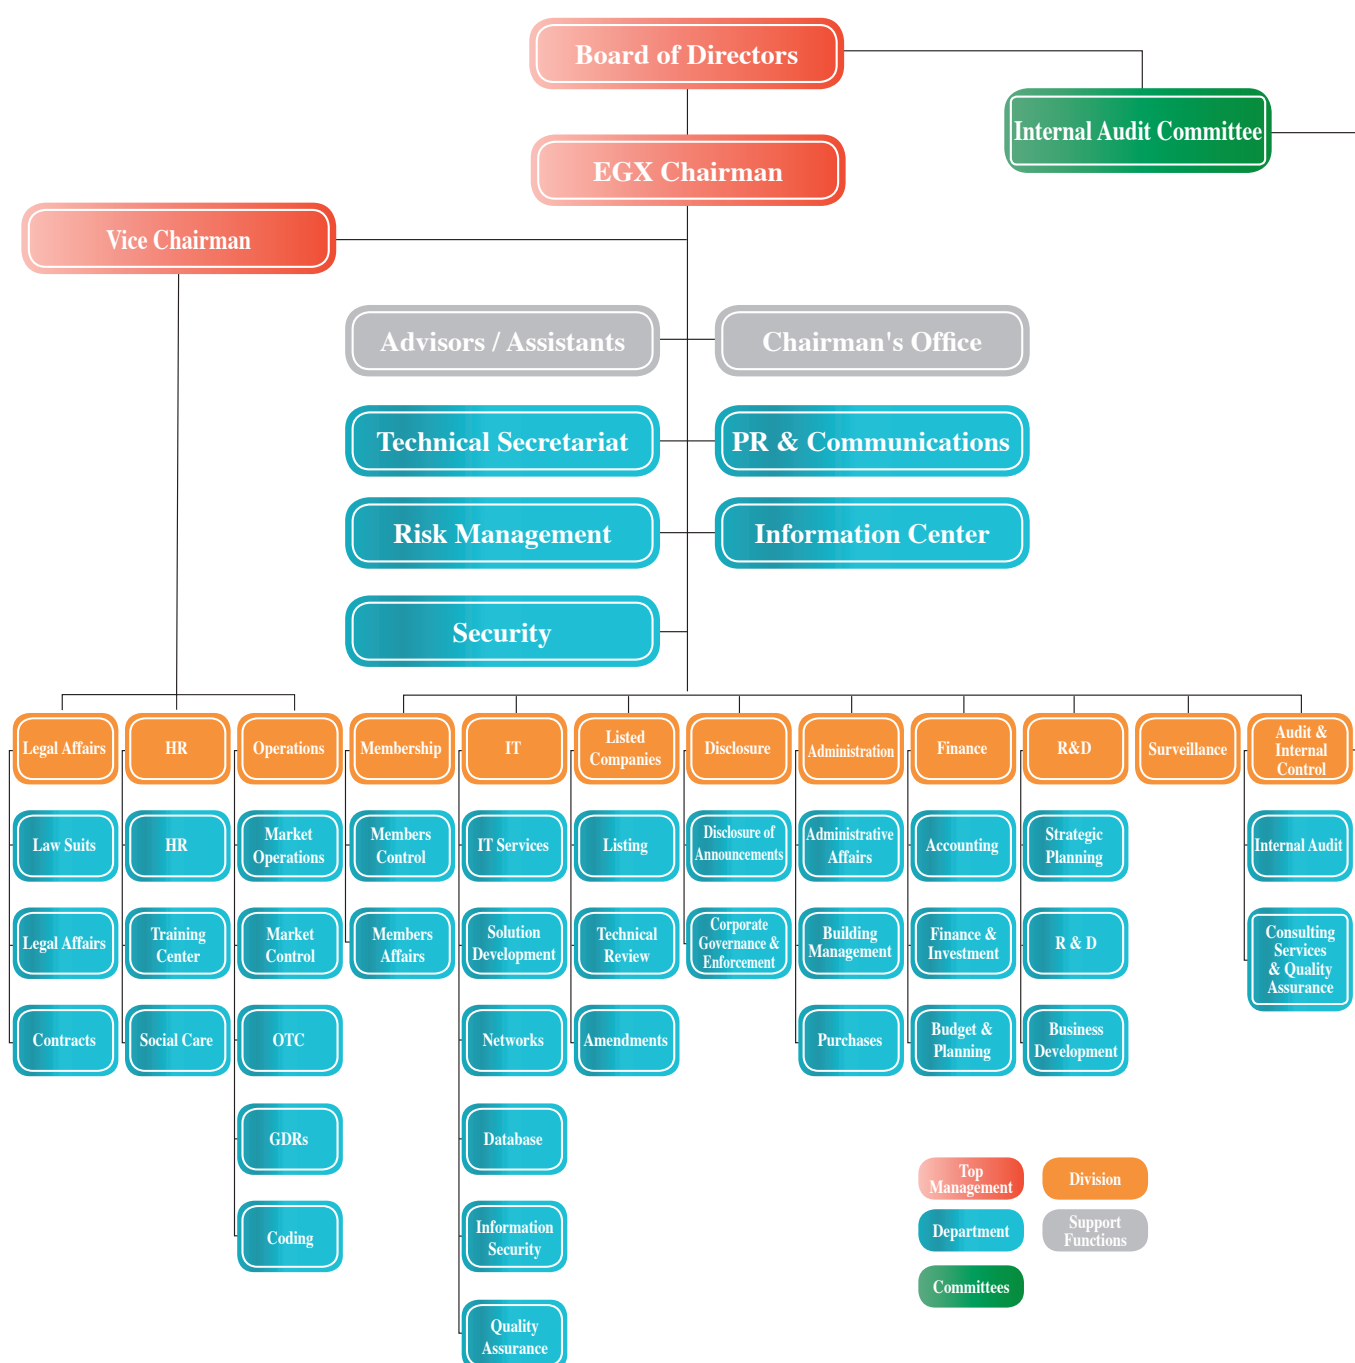 Board of Directors
Internal Audit Committee
EGX Chairman
Vice Chairman
Advisors / Assistants
Chairman's Office
Technical Secretariat
PR & Communications
Risk Management
Information Center
Security
Legal Affairs
HR
Operations
Membership
IT
Listed
Companies
Disclosure
Administration
Finance
R&D
Surveillance
Audit &
Internal
Control
Law Suits
HR
Market
Operations
Members
Control
IT Services
Listing
Disclosure of
Announcements
Administrative
Affairs
Accounting
Strategic
Planning
Internal Audit
Legal Affairs
Training
Center
Market
Control
Members
Affairs
Solution
Development
Technical
Review
Corporate
Governance &
Enforcement
Building
Management
Finance &
Investment
R & D
Consulting
Services
& Quality
Assurance
Contracts
Social Care
OTC
Networks
Amendments
Purchases
Budget &
Planning
Business
Development
GDRs
Database
Coding
Information
Security
Quality
Assurance
Top
Management
Division
Department
Support
Functions
Committees